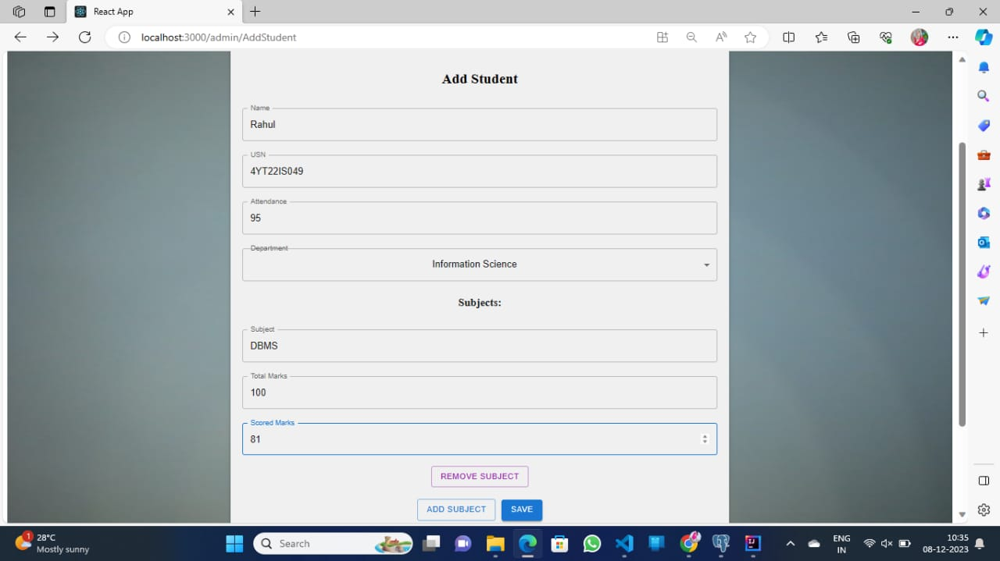 React App
localhost:3000/admin/AddStudent
Add Student
Name
Rahul
USN
4YT22IS049
Attendance
95
Department
Information Science
Subjects:
Subject
DBMS
Total Marks
100
Scored Marks
81
REMOVE SUBJECT
ADD SUBJECT SAVE
1
28°C
Mostly sunny
Search
ENG
IN
10:35
08-12-2023